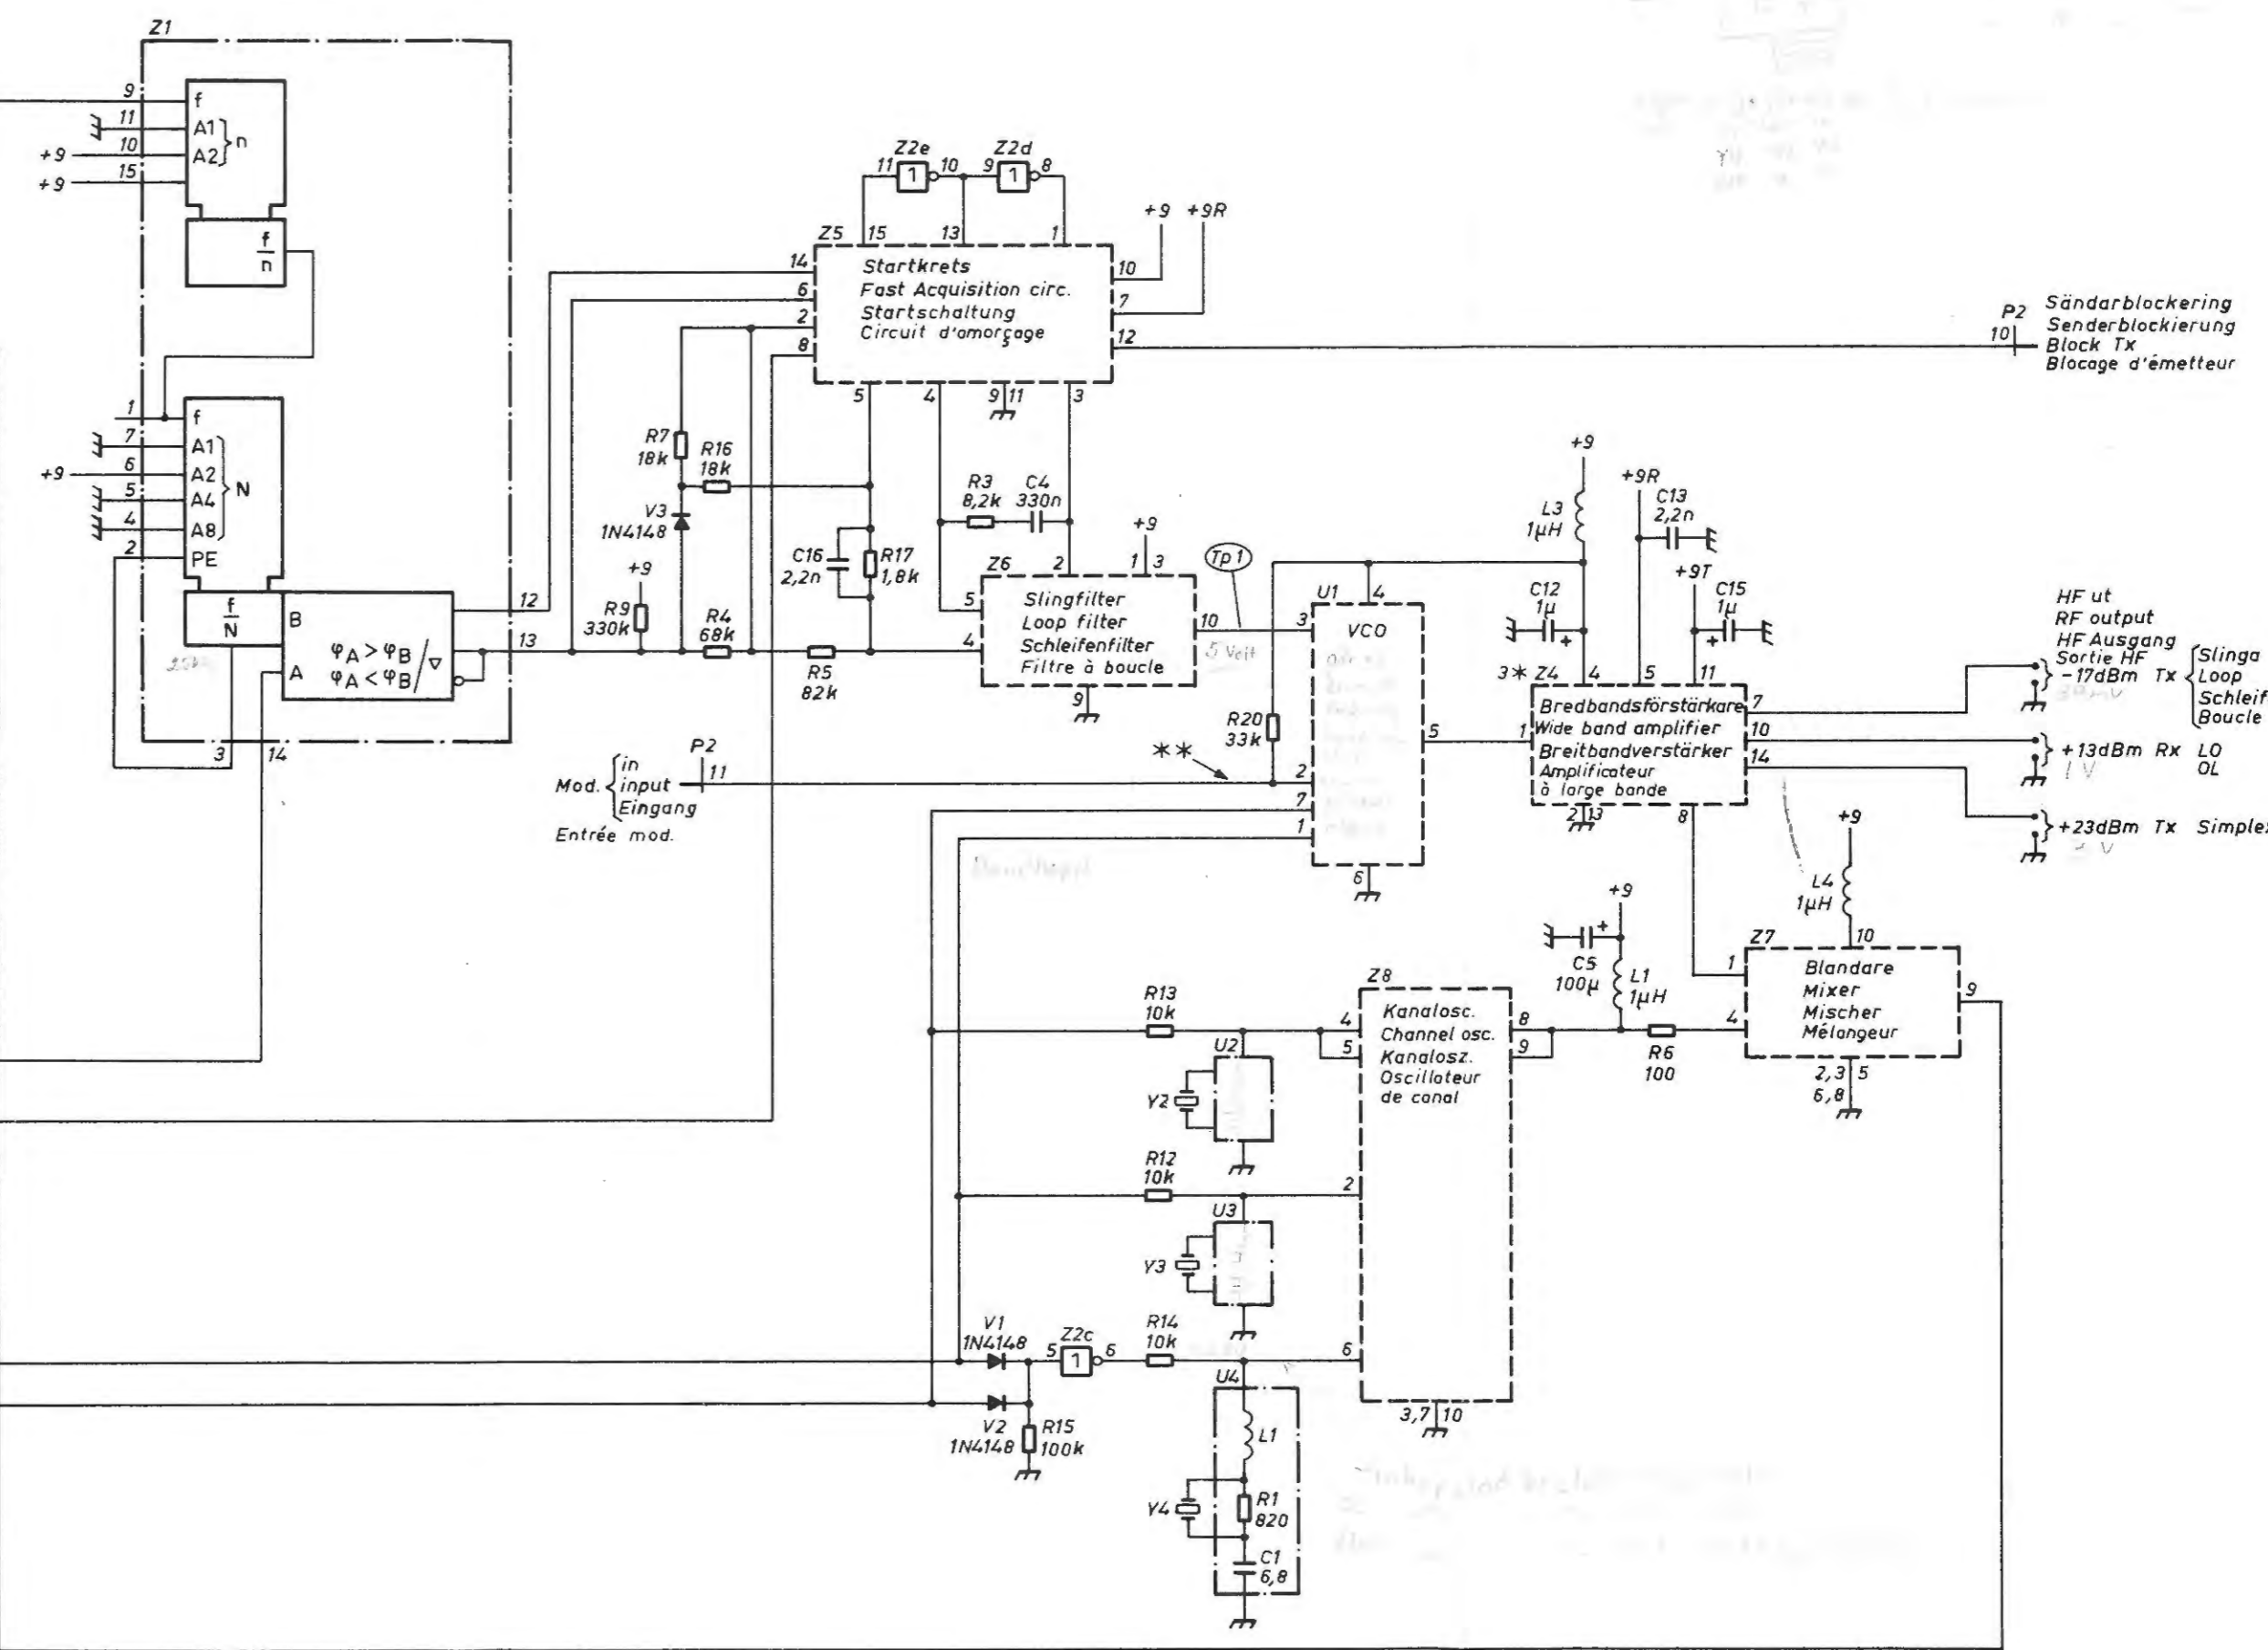 Z1
9
f
11
A1
n
+9
10
A2
+9
15
f
n
1
f
7
A1
+9
6
A2
N
5
A4
4
A8
2
PE
f
N
B
A
φA > φB
φA < φB
12
13
3
14
Z2e
Z2d
11
1
10
9
1
8
+9
+9R
Z5
15
13
1
14
6
2
8
Startkrets
Fast Acquisition circ.
Startschaltung
Circuit d'amorçage
10
7
12
5
4
9
11
3
P2
10
Sändarblockering
Senderblockierung
Block Tx
Blocage d'émetteur
R7
18k
R16
18k
V3
1N4148
+9
R9
330k
R4
68k
R5
82k
C16
2,2n
R17
1,8k
R3
8,2k
C4
330n
+9
Z6
2
1
3
5
4
Slingfilter
Loop filter
Schleifenfilter
Filtre à boucle
10
9
Tp1
5 Volt
U1
4
3
VCO
5
2
7
1
6
R20
33k
**
P2
11
Mod.
in
input
Eingang
Entrée mod.
+9
L3
1µH
+9R
C13
2,2n
+9T
C12
1µ
+
C15
1µ
+
3* Z4
4
5
11
1
Bredbandsförstärkare
Wide band amplifier
Breitbandverstärker
Amplificateur
à large bande
7
10
14
2
13
8
HF ut
RF output
HF Ausgang
Sortie HF
-17dBm Tx
Slinga
Loop
Schleif
Boucle
+13dBm Rx LO
OL
1 V
+23dBm Tx Simplex
+9
L4
1µH
+9
+
C5
100µ
L1
1µH
Z7
10
1
4
Blandare
Mixer
Mischer
Mélangeur
9
2,3
5
6,8
R6
100
R13
10k
Z8
4
5
2
6
Kanalosc.
Channel osc.
Kanalosz.
Oscillateur
de canal
8
9
3,7
10
U2
Y2
R12
10k
U3
Y3
V1
1N4148
V2
1N4148
R15
100k
Z2c
5
1
6
R14
10k
U4
L1
Y4
R1
820
C1
6,8